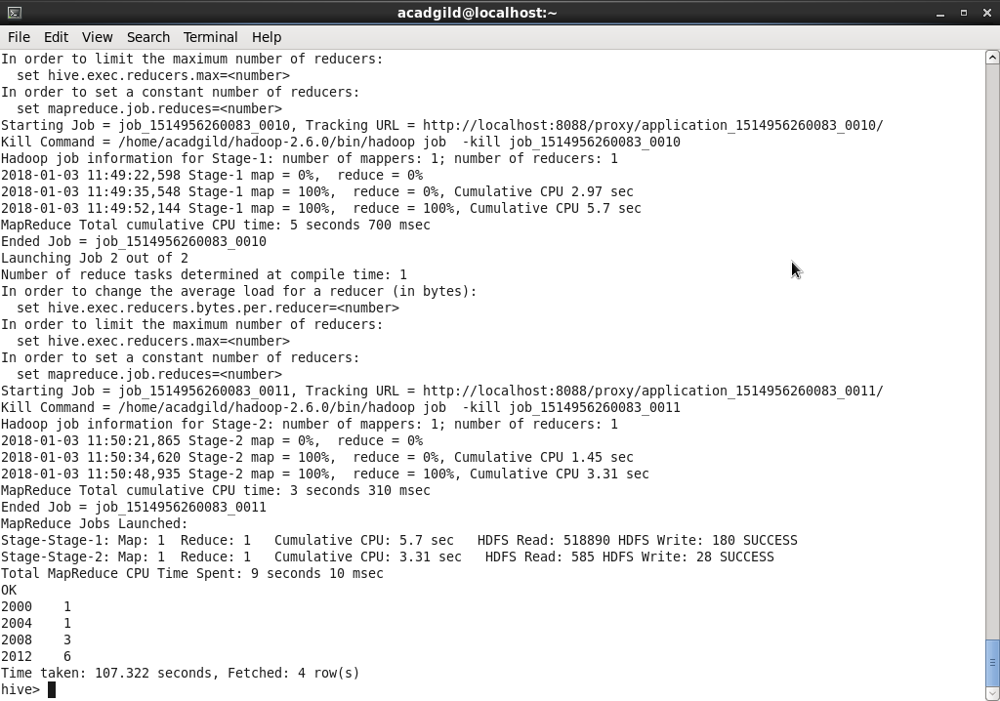 acadgild@localhost:~
File Edit View Search Terminal Help
In order to limit the maximum number of reducers:
  set hive.exec.reducers.max=<number>
In order to set a constant number of reducers:
  set mapreduce.job.reduces=<number>
Starting Job = job_1514956260083_0010, Tracking URL = http://localhost:8088/proxy/application_1514956260083_0010/
Kill Command = /home/acadgild/hadoop-2.6.0/bin/hadoop job  -kill job_1514956260083_0010
Hadoop job information for Stage-1: number of mappers: 1; number of reducers: 1
2018-01-03 11:49:22,598 Stage-1 map = 0%,  reduce = 0%
2018-01-03 11:49:35,548 Stage-1 map = 100%,  reduce = 0%, Cumulative CPU 2.97 sec
2018-01-03 11:49:52,144 Stage-1 map = 100%,  reduce = 100%, Cumulative CPU 5.7 sec
MapReduce Total cumulative CPU time: 5 seconds 700 msec
Ended Job = job_1514956260083_0010
Launching Job 2 out of 2
Number of reduce tasks determined at compile time: 1
In order to change the average load for a reducer (in bytes):
  set hive.exec.reducers.bytes.per.reducer=<number>
In order to limit the maximum number of reducers:
  set hive.exec.reducers.max=<number>
In order to set a constant number of reducers:
  set mapreduce.job.reduces=<number>
Starting Job = job_1514956260083_0011, Tracking URL = http://localhost:8088/proxy/application_1514956260083_0011/
Kill Command = /home/acadgild/hadoop-2.6.0/bin/hadoop job  -kill job_1514956260083_0011
Hadoop job information for Stage-2: number of mappers: 1; number of reducers: 1
2018-01-03 11:50:21,865 Stage-2 map = 0%,  reduce = 0%
2018-01-03 11:50:34,620 Stage-2 map = 100%,  reduce = 0%, Cumulative CPU 1.45 sec
2018-01-03 11:50:48,935 Stage-2 map = 100%,  reduce = 100%, Cumulative CPU 3.31 sec
MapReduce Total cumulative CPU time: 3 seconds 310 msec
Ended Job = job_1514956260083_0011
MapReduce Jobs Launched:
Stage-Stage-1: Map: 1  Reduce: 1   Cumulative CPU: 5.7 sec   HDFS Read: 518890 HDFS Write: 180 SUCCESS
Stage-Stage-2: Map: 1  Reduce: 1   Cumulative CPU: 3.31 sec   HDFS Read: 585 HDFS Write: 28 SUCCESS
Total MapReduce CPU Time Spent: 9 seconds 10 msec
OK
2000    1
2004    1
2008    3
2012    6
Time taken: 107.322 seconds, Fetched: 4 row(s)
hive>